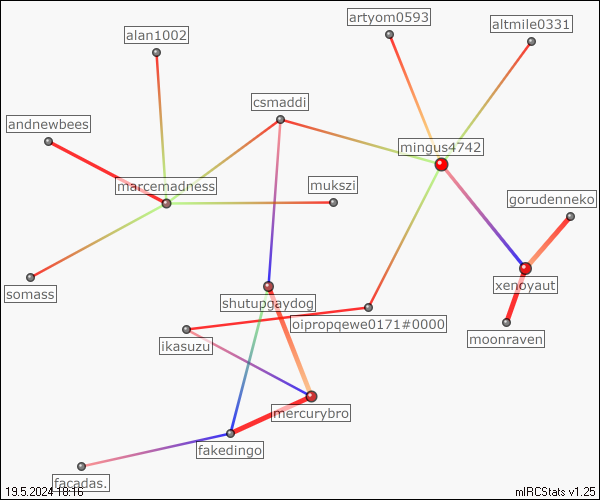 artyom0593
altmile0331
alan1002
csmaddi
andnewbees
mingus4742
marcemadness
mukszi
gorudenneko
xenoyaut
somass
shutupgaydog
oipropqewe0171#0000
ikasuzu
moonraven
mercurybro
fakedingo
facadas.
19.5.2024 10:16
mIRCStats v1.25